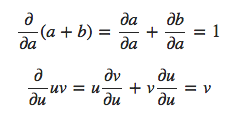 ∂/∂a (a + b) = ∂a/∂a + ∂b/∂a = 1
∂/∂u uv = u ∂v/∂u + v ∂u/∂u = v